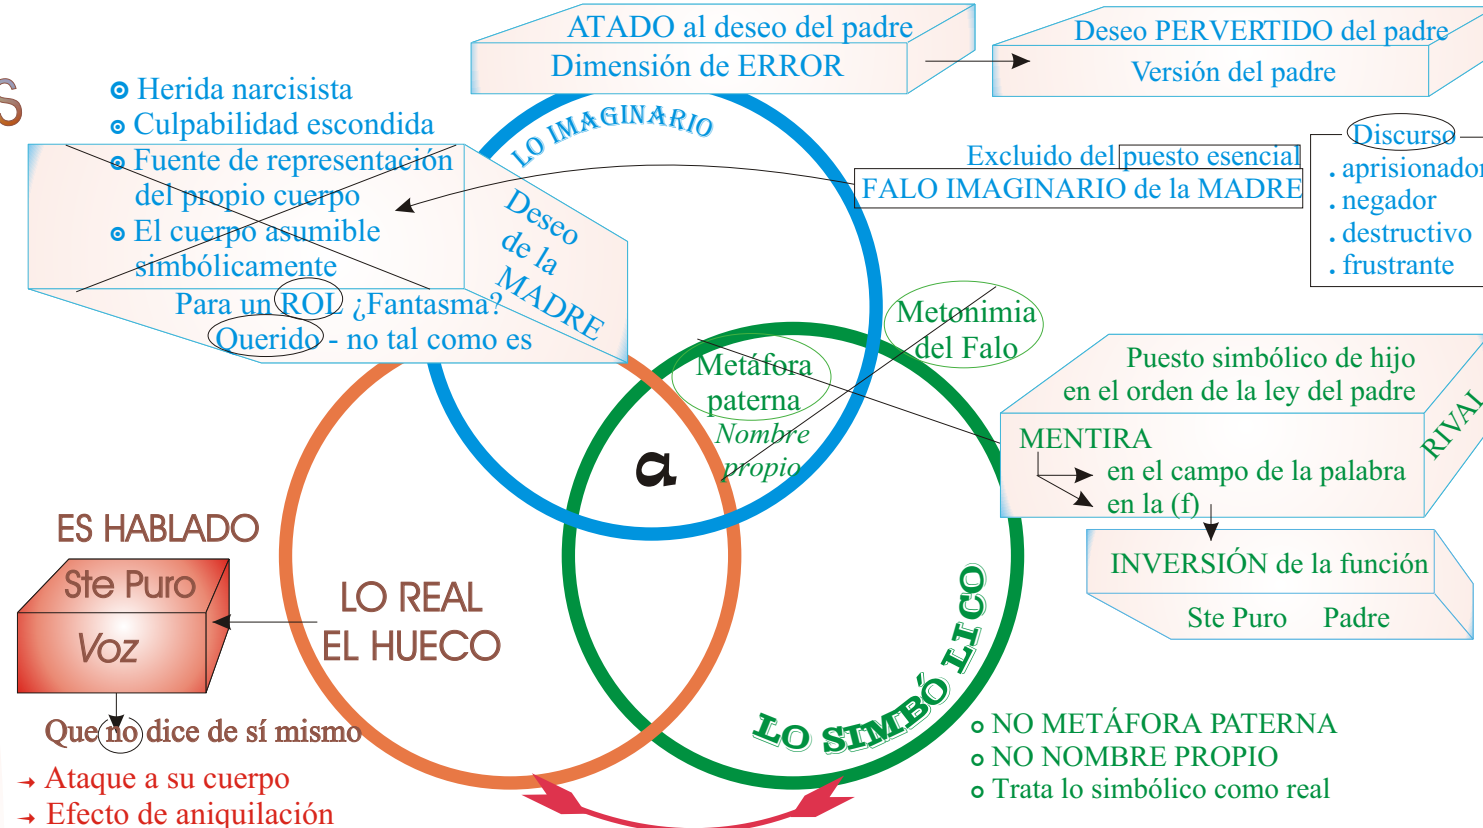 S
ATADO al deseo del padre
Dimensión de ERROR
Deseo PERVERTIDO del padre
Versión del padre
Herida narcisista
Culpabilidad escondida
Fuente de representación
del propio cuerpo
El cuerpo asumible
simbólicamente
Para un ROL ¿Fantasma?
Querido - no tal como es
Deseo
de la
MADRE
LO IMAGINARIO
Excluido del puesto esencial
FALO IMAGINARIO de la MADRE
Discurso
. aprisionador
. negador
. destructivo
. frustrante
Metonimia
del Falo
Metáfora
paterna
Nombre
propio
a
Puesto simbólico de hijo
en el orden de la ley del padre
RIVAL
MENTIRA
en el campo de la palabra
en la (f)
INVERSIÓN de la función
Ste Puro Padre
ES HABLADO
Ste Puro
Voz
LO REAL
EL HUECO
LO SIMBÓ LICO
Que no dice de sí mismo
→ Ataque a su cuerpo
→ Efecto de aniquilación
NO METÁFORA PATERNA
NO NOMBRE PROPIO
Trata lo simbólico como real